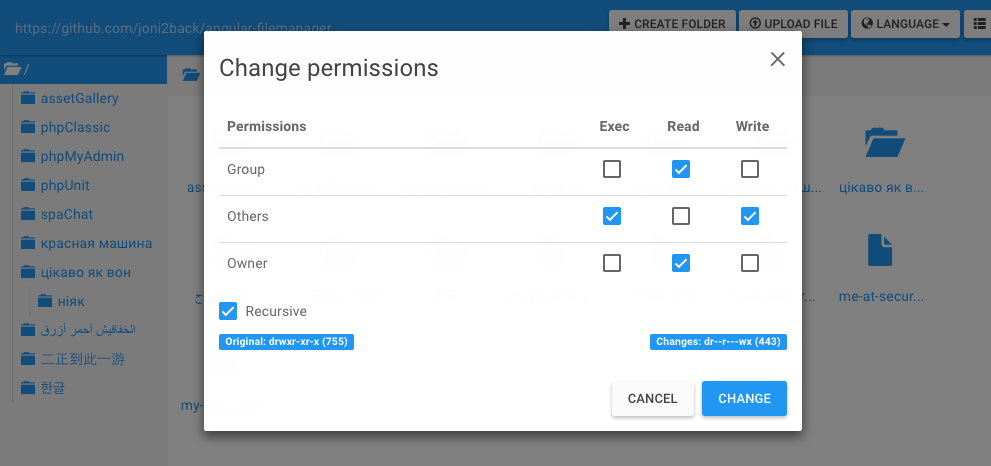 https://github.com/joni2back/angular-filemanager
CREATE FOLDER
UPLOAD FILE
LANGUAGE
/
assetGallery
phpClassic
phpMyAdmin
phpUnit
spaChat
красная машина
цікаво як вон
ніяк
الخفافيش أحمر أزرق
二正到此一游
한글
цікаво як в...
me-at-secur...
Change permissions
Permissions Exec Read Write
Group
Others
Owner
Recursive
Original: drwxr-xr-x (755)
Changes: dr--r---wx (443)
CANCEL
CHANGE